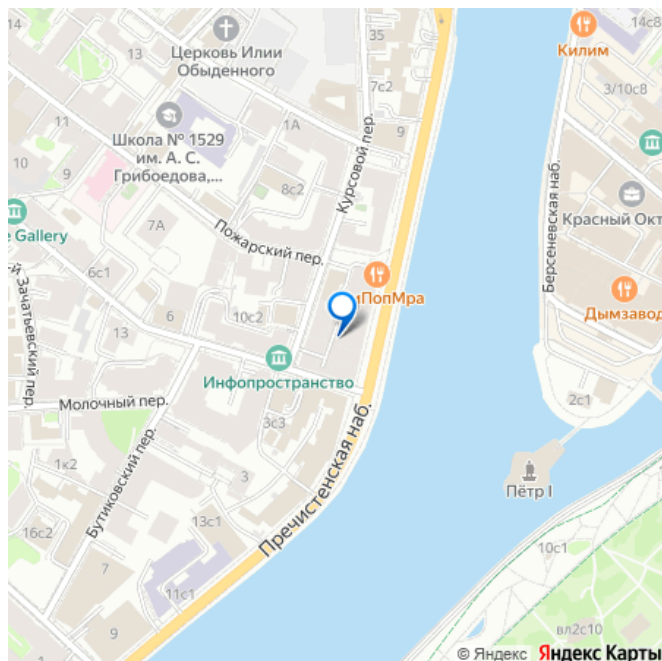 35
14с8
Килим
Церковь Илии
Обыденного
7с2
3/10с8
11
1А
9
Школа № 1529
им. А. С.
Грибоедова,...
Курсовой пер.
Берсеневская наб.
10
9
8с2
Красный Окт
7А
e Gallery
Пожарский пер.
6с1
иПопМра
Дымзавод
-й Зачатьевский пер.
13
6
10с2
Инфопространство
Молочный пер.
2с1
3с3
Пречистенская наб.
1к2
Бутиковский пер.
3
Пётр I
16с2
13с1
10с1
7
11с1
9
вл2с10
© Яндекс Яндекс Карты